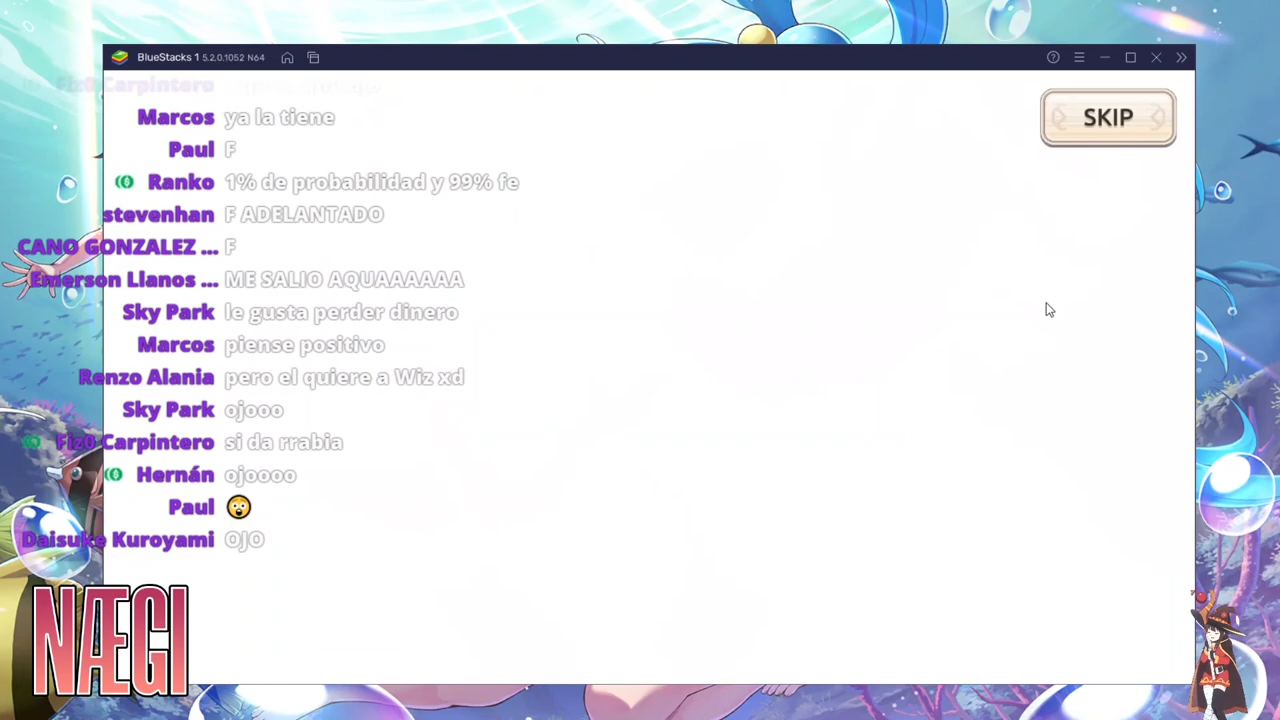 BlueStacks 1 5.2.0.1052 N64
Fiz0 Carpintero
SKIP
Marcos ya la tiene
Paul F
Ranko 1% de probabilidad y 99% fe
stevenhan F ADELANTADO
CANO GONZALEZ ... F
Emerson Llanos ... ME SALIO AQUAAAAAA
Sky Park le gusta perder dinero
Marcos piense positivo
Renzo Alania pero el quiere a Wiz xd
Sky Park ojooo
Fiz0 Carpintero si da rrabia
Hernán ojoooo
Paul 😲
Daisuke Kuroyami OJO
NÆGI